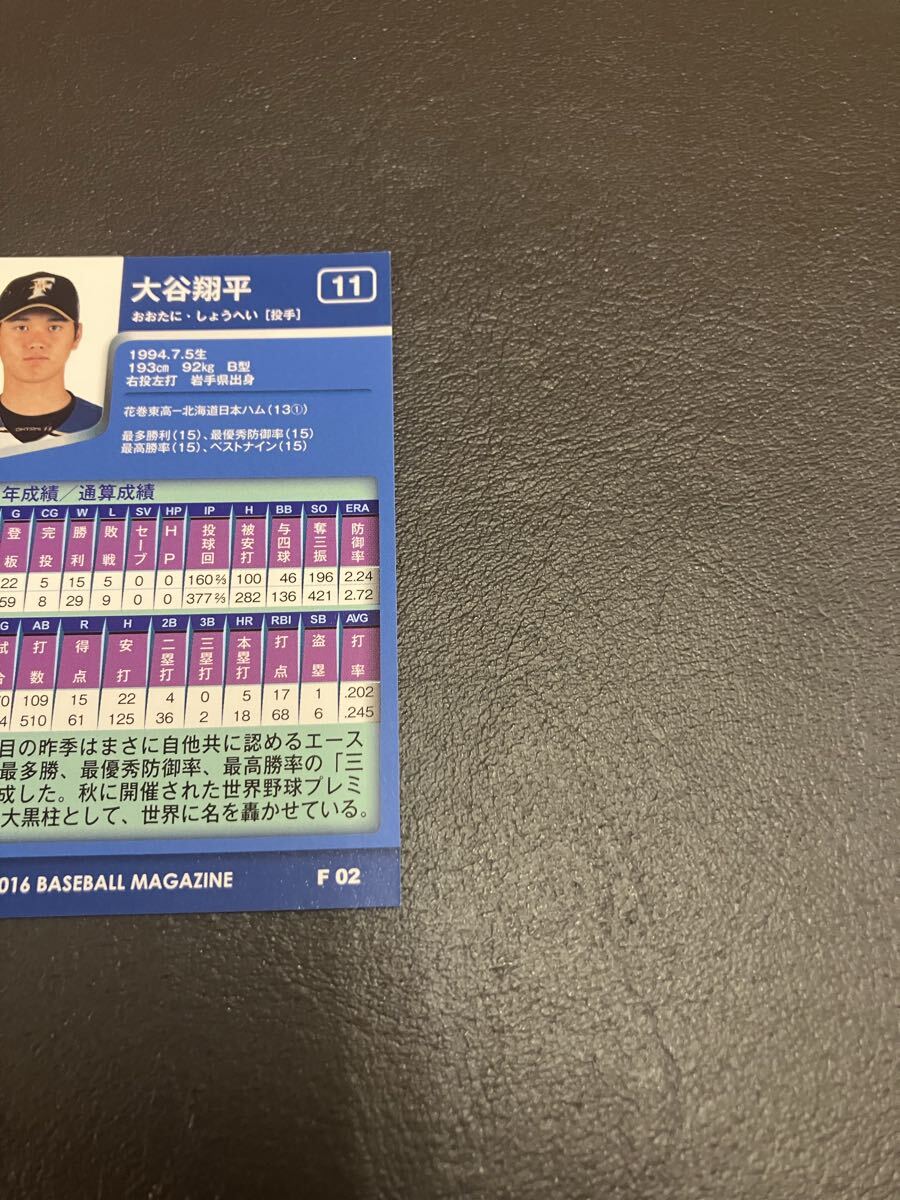 大谷翔平 11
おおたに・しょうへい［投手］
1994.7.5生
193cm 92kg B型
右投左打 岩手県出身
花巻東高ー北海道日本ハム（13①）
最多勝利（15）、最優秀防御率（15）
最高勝率（15）、ベストナイン（15）
年成績／通算成績
G CG W L SV HP IP H BB SO ERA
登板 完投 勝利 敗戦 セーブ HP 投球回 被安打 与四球 奪三振 防御率
22 5 15 5 0 0 160⅔ 100 46 196 2.24
59 8 29 9 0 0 377⅔ 282 136 421 2.72
G AB R H 2B 3B HR RBI SB AVG
打数 得点 安打 二塁打 三塁打 本塁打 打点 盗塁 打率
0 109 15 22 4 0 5 17 1 .202
4 510 61 125 36 2 18 68 6 .245
目の昨季はまさに自他共に認めるエース
最多勝、最優秀防御率、最高勝率の「三
成した。秋に開催された世界野球プレミ
大黒柱として、世界に名を轟かせている。
016 BASEBALL MAGAZINE F 02